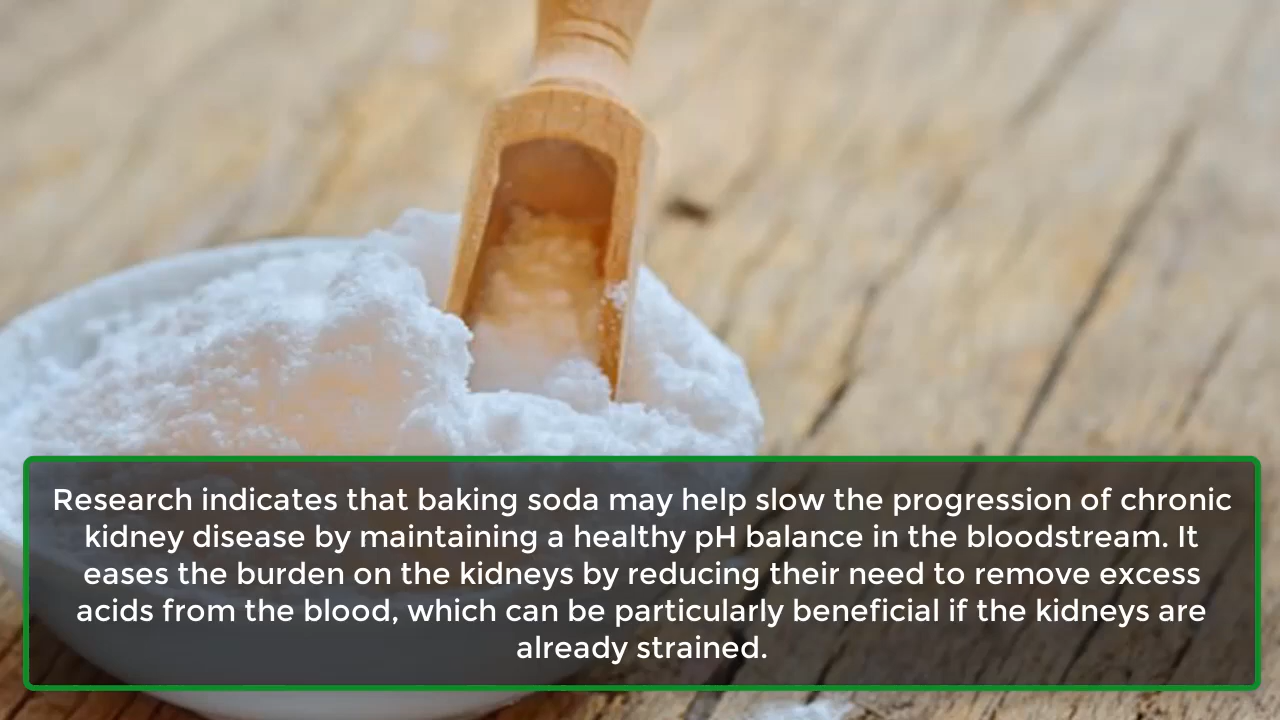 Research indicates that baking soda may help slow the progression of chronic
kidney disease by maintaining a healthy pH balance in the bloodstream. It
eases the burden on the kidneys by reducing their need to remove excess
acids from the blood, which can be particularly beneficial if the kidneys are
already strained.